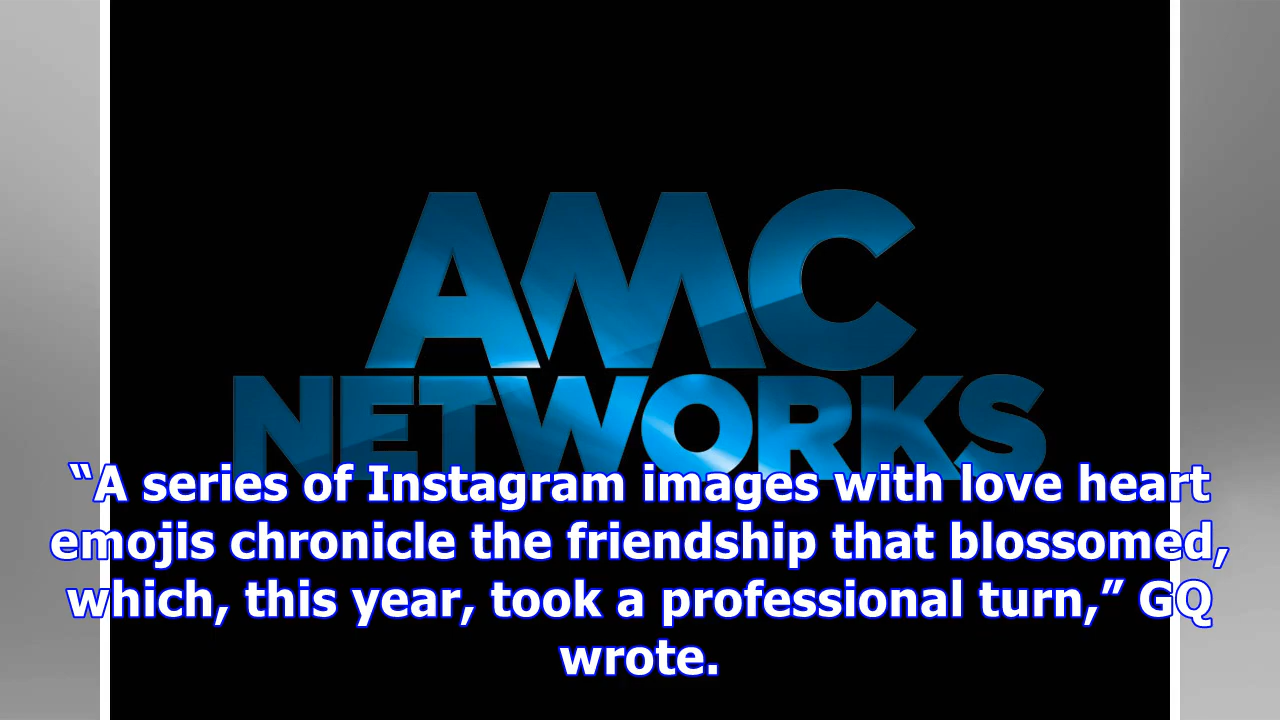 AMC
NETWORKS
“A series of Instagram images with love heart
emojis chronicle the friendship that blossomed,
which, this year, took a professional turn,” GQ
wrote.